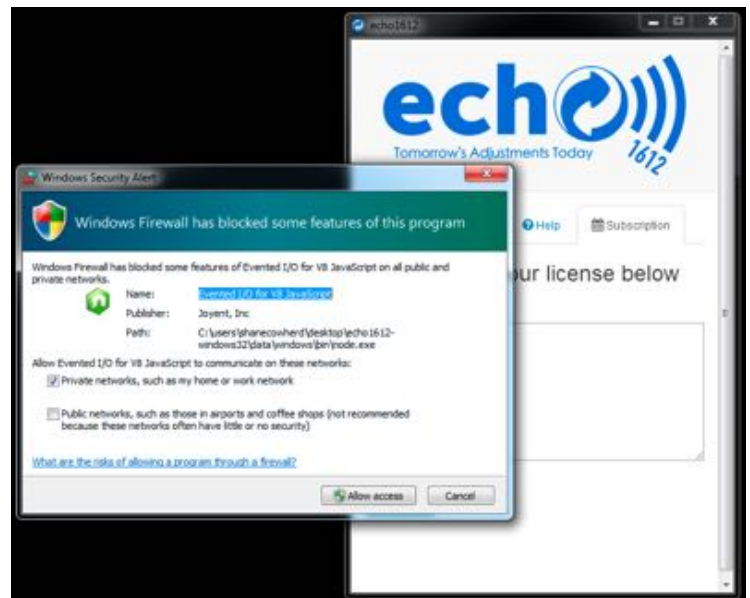 echo1612
echo)))
Tomorrow's Adjustments Today
1612
Help
Subscription
our license below
Windows Security Alert
Windows Firewall has blocked some features of this program
Windows Firewall has blocked some features of Evented I/O for V8 JavaScript on all public and
private networks.
Name: Evented I/O for V8 JavaScript
Publisher: Joyent, Inc
Path: C:\users\shanecowherd\desktop\echo1612-
windows32\data\windows\bin\node.exe
Allow Evented I/O for V8 JavaScript to communicate on these networks:
Private networks, such as my home or work network
Public networks, such as those in airports and coffee shops (not recommended
because these networks often have little or no security)
What are the risks of allowing a program through a firewall?
Allow access
Cancel